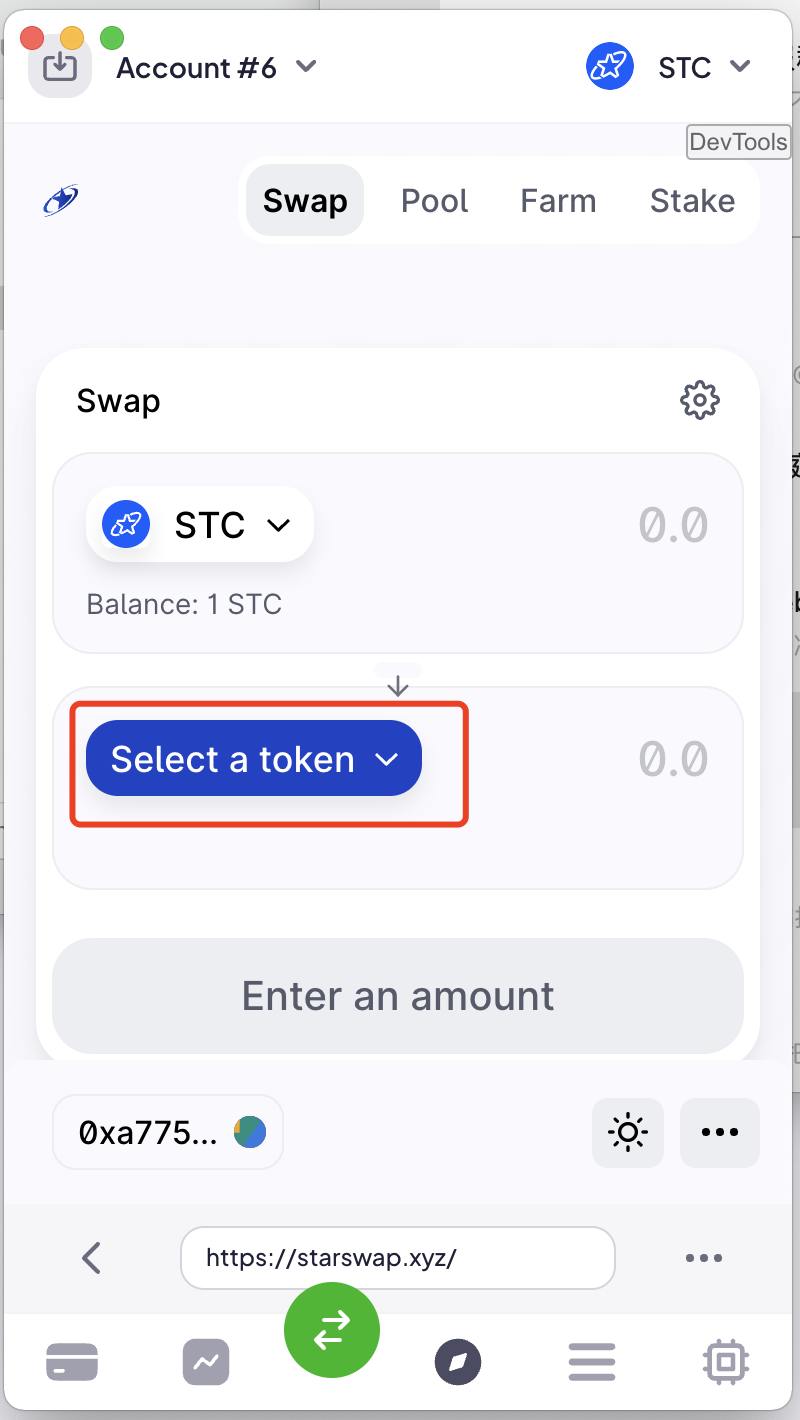 Account #6
STC
DevTools
Swap
Pool
Farm
Stake
Swap
STC
0.0
Balance: 1 STC
Select a token
0.0
Enter an amount
0xa775...
https://starswap.xyz/